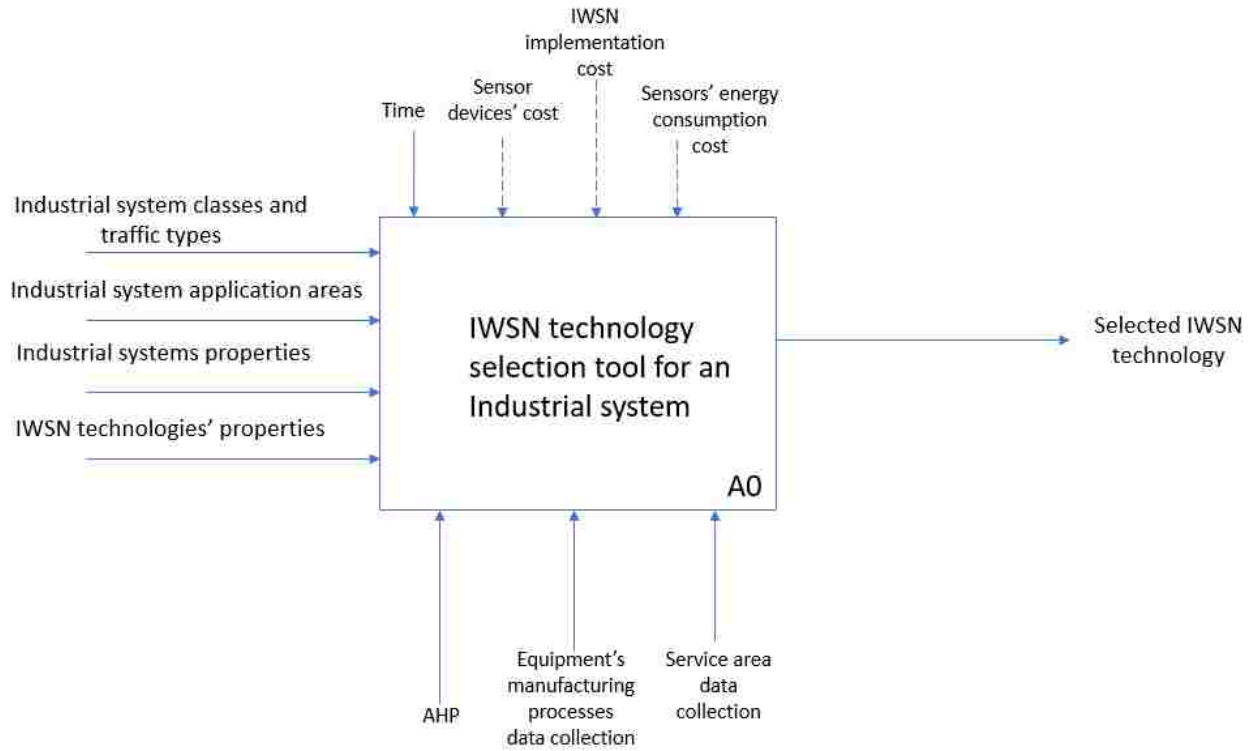 IWSN
implementation
cost
Sensor
devices' cost
Sensors' energy
consumption
cost
Time
Industrial system classes and
traffic types
Industrial system application areas
Industrial systems properties
IWSN technologies' properties
IWSN technology
selection tool for an
Industrial system
A0
Selected IWSN
technology
AHP
Equipment's
manufacturing
processes
data collection
Service area
data
collection